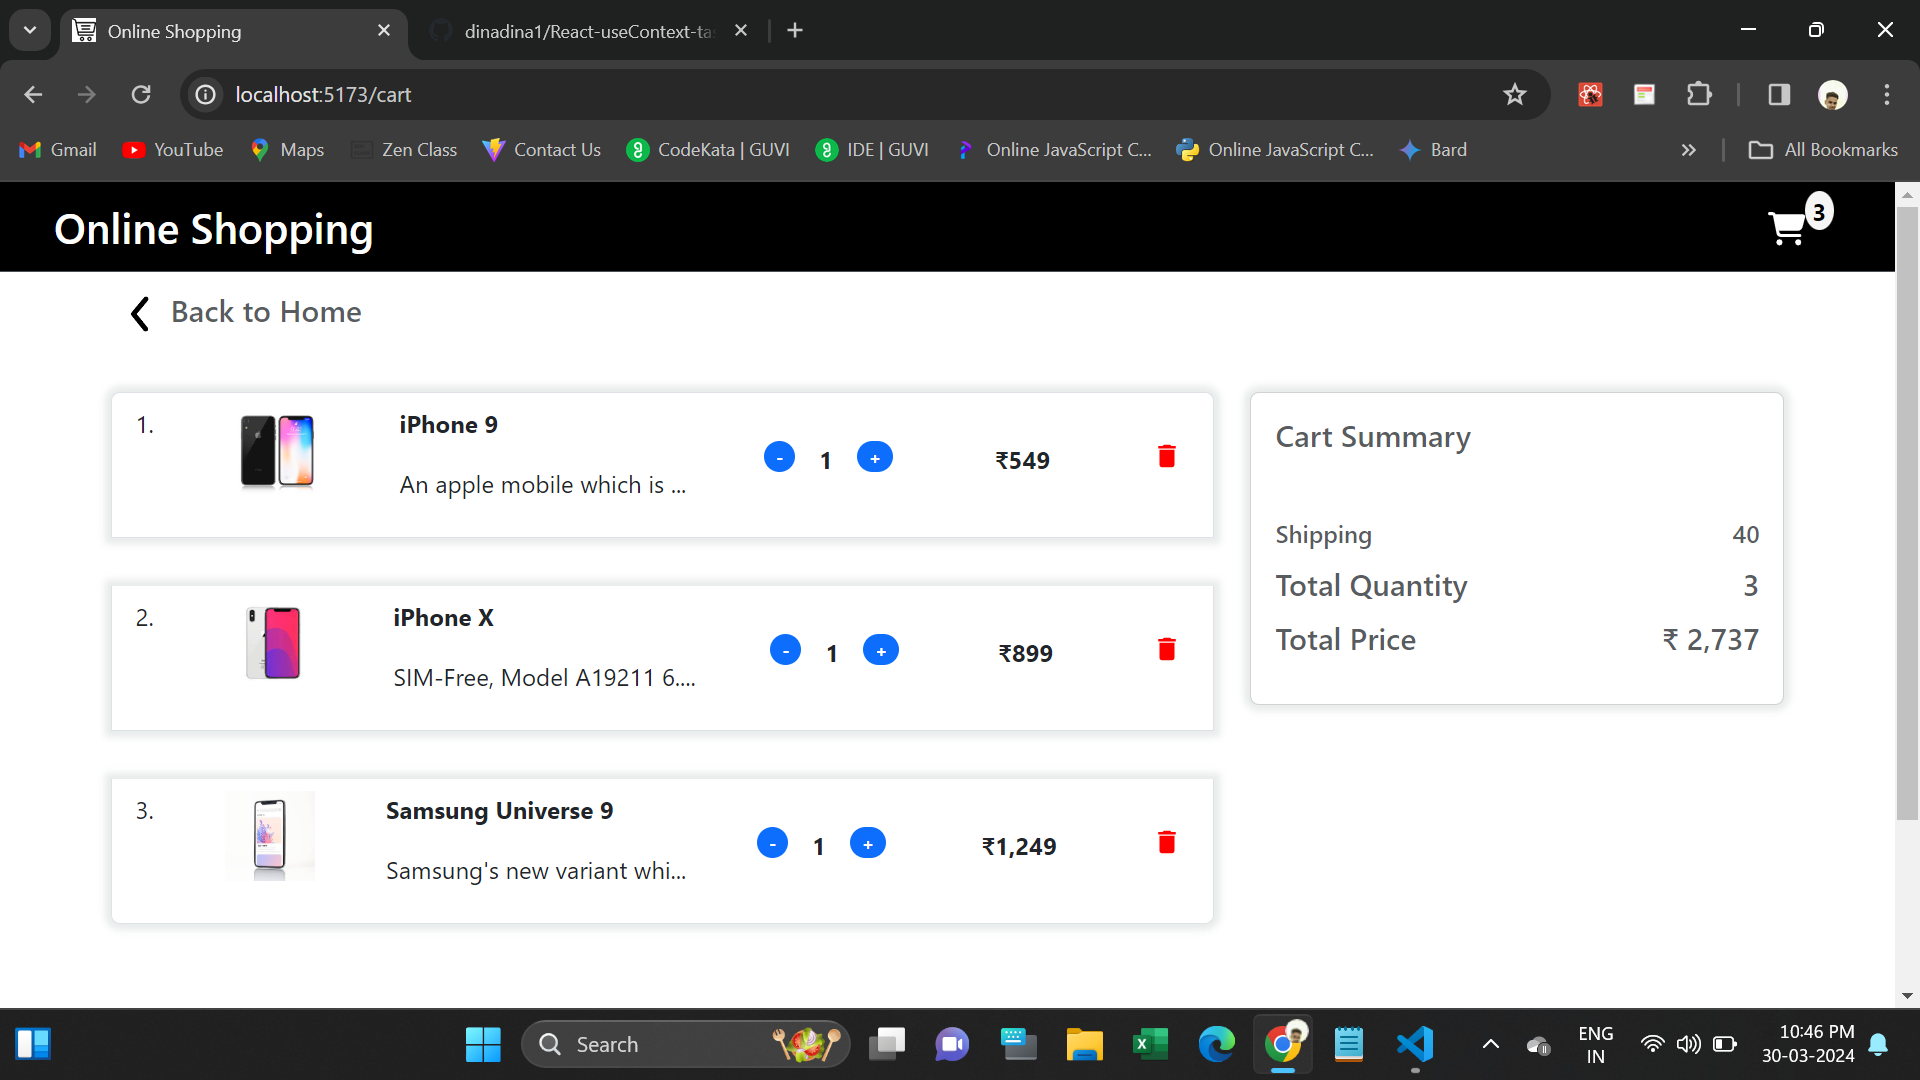 Online Shopping
dinadina1/React-useContext-ta
localhost:5173/cart
Gmail
YouTube
Maps
Zen Class
Contact Us
CodeKata | GUVI
IDE | GUVI
Online JavaScript C...
Online JavaScript C...
Bard
All Bookmarks
Online Shopping
3
Back to Home
1.
iPhone 9
An apple mobile which is ...
- 1 +
₹549
2.
iPhone X
SIM-Free, Model A19211 6....
- 1 +
₹899
3.
Samsung Universe 9
Samsung's new variant whi...
- 1 +
₹1,249
Cart Summary
Shipping 40
Total Quantity 3
Total Price ₹ 2,737
Search
ENG
IN
10:46 PM
30-03-2024